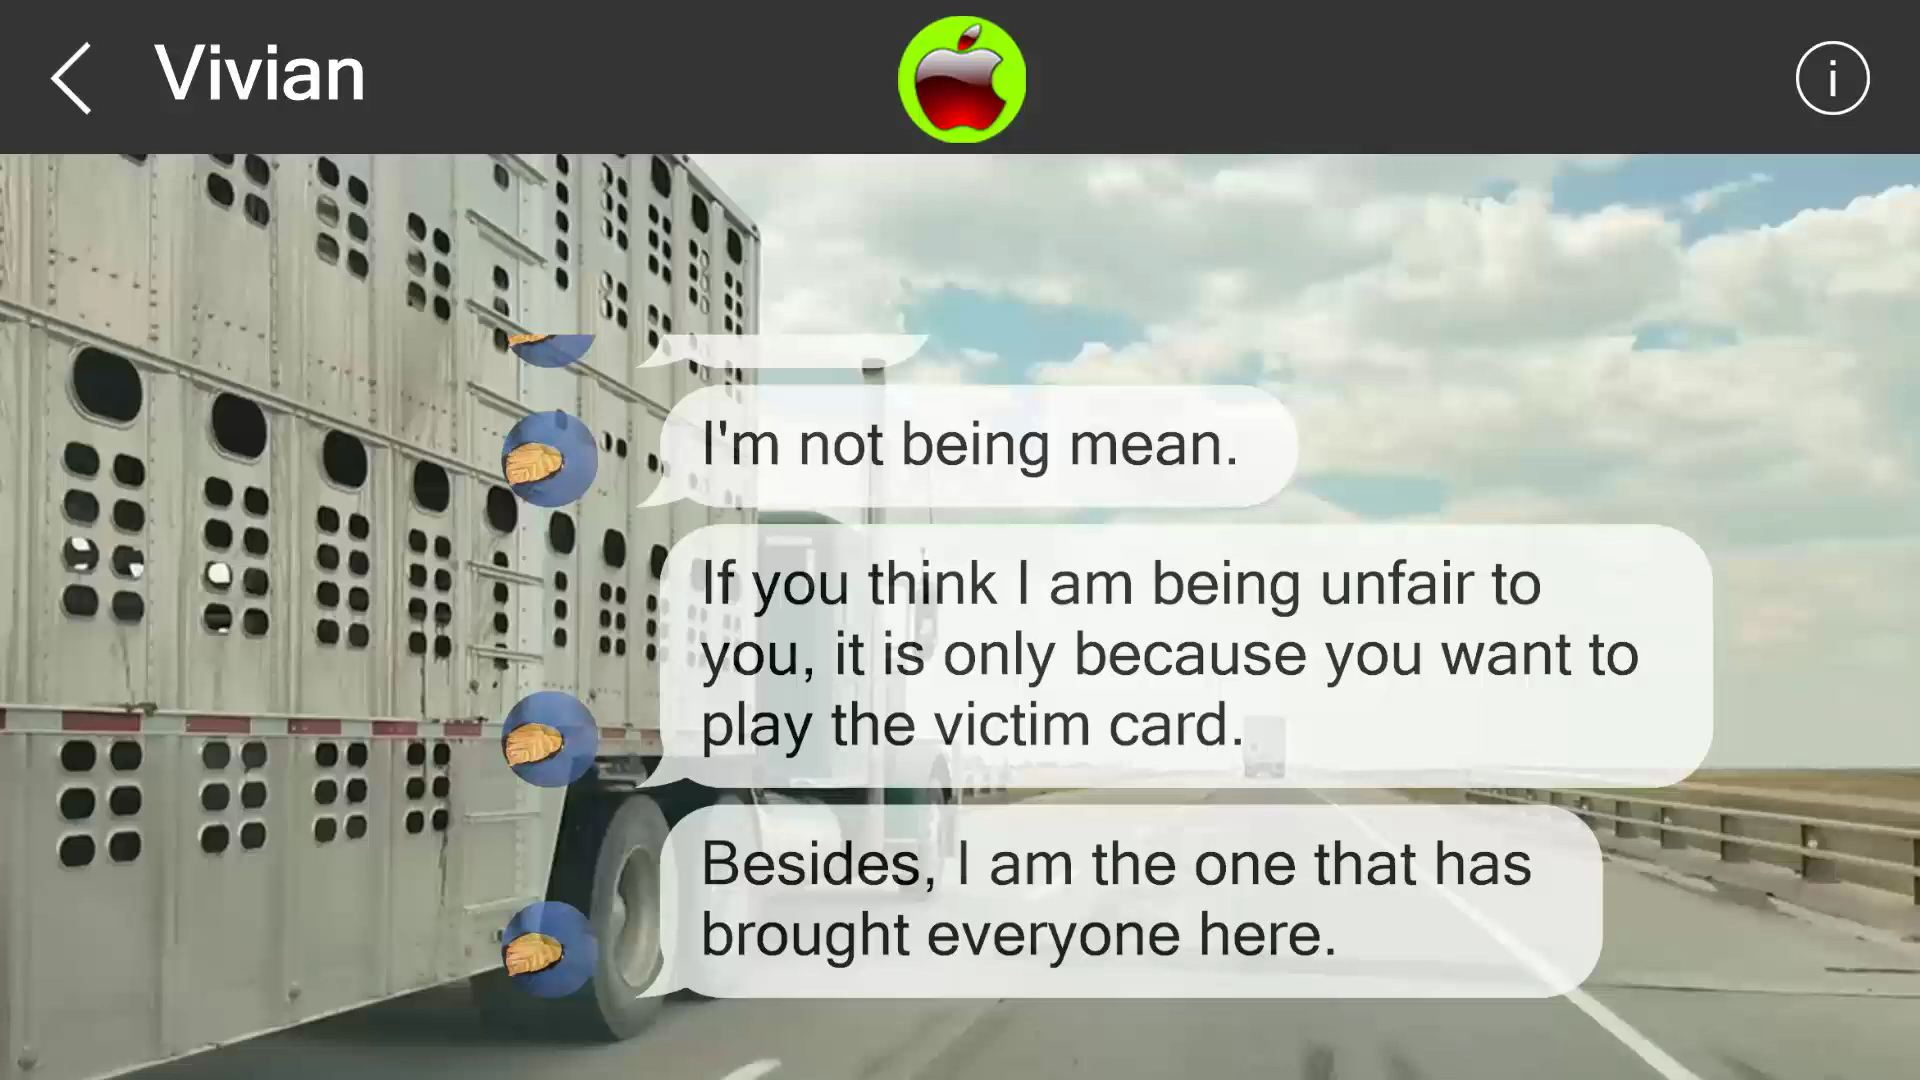 Vivian
i
I'm not being mean.
If you think I am being unfair to
you, it is only because you want to
play the victim card.
Besides, I am the one that has
brought everyone here.